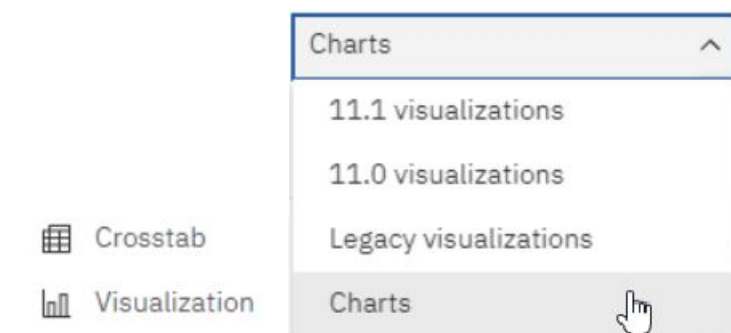 Charts
11.1 visualizations
11.0 visualizations
Crosstab
Legacy visualizations
Visualization
Charts